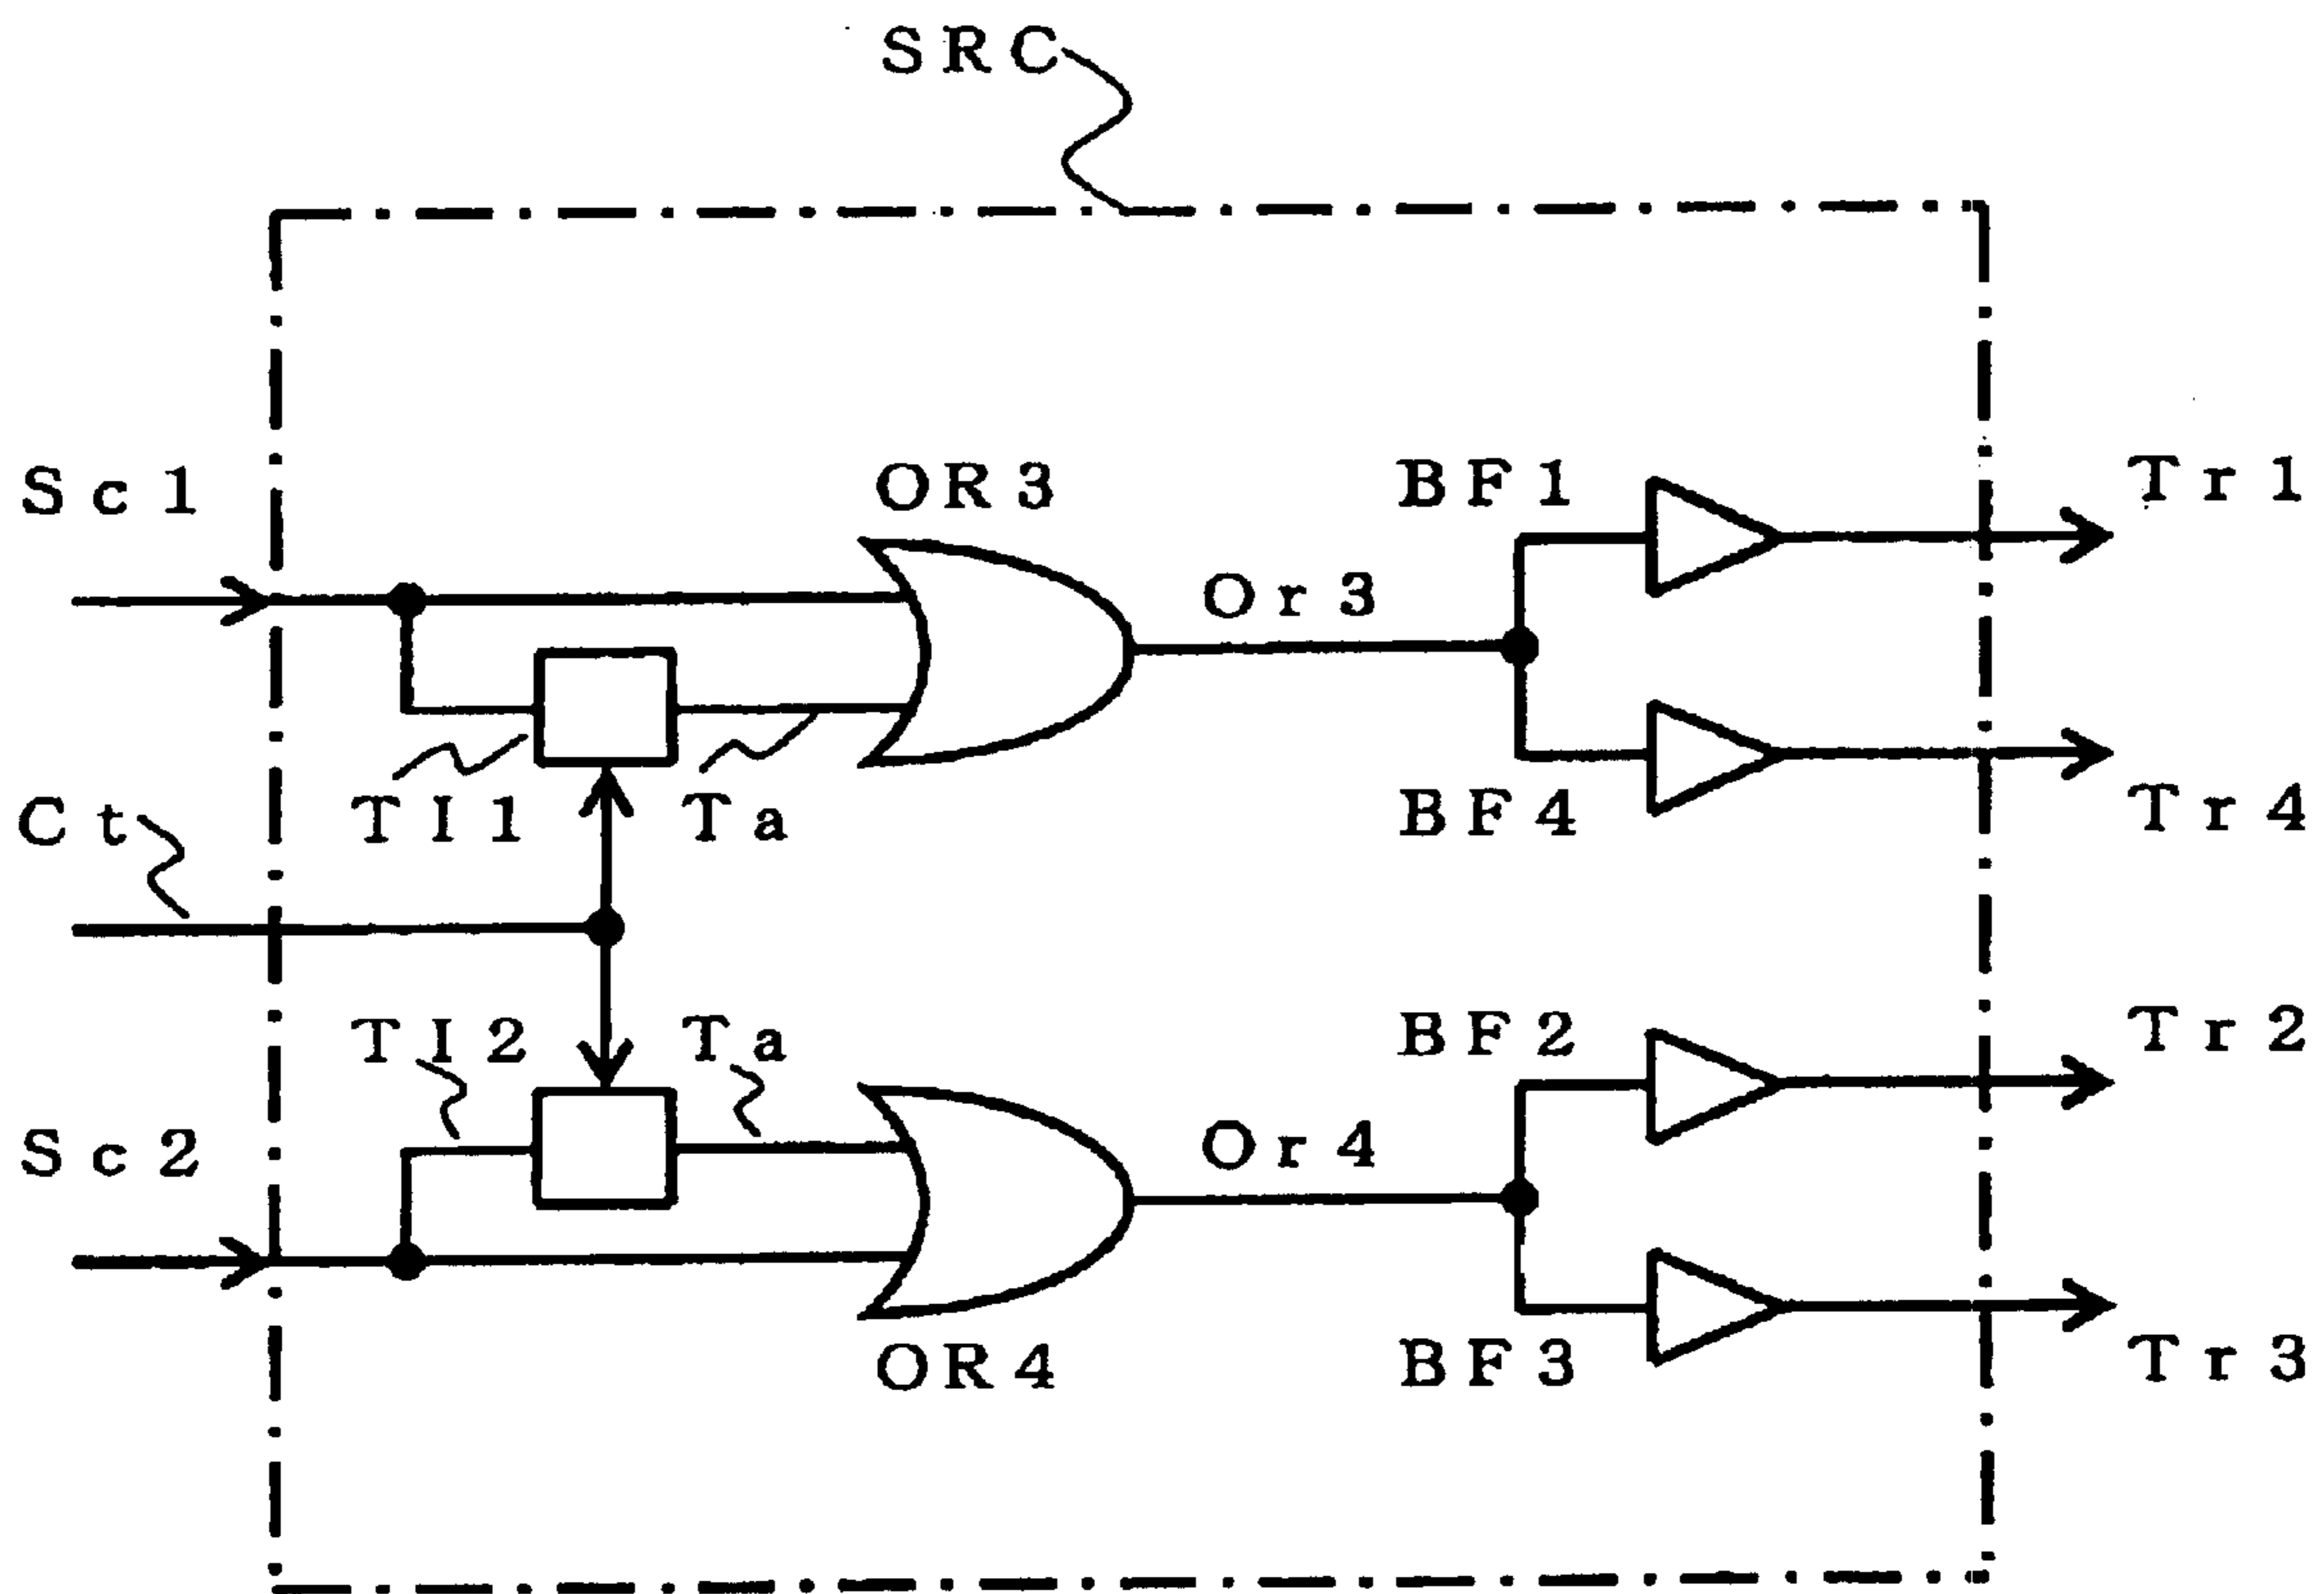 SRC
Sc1
OR3
BF1
Tr1
Or3
Ct
TI1
Ta
BF4
Tr4
TI2
Ta
BF2
Tr2
Sc2
Or4
OR4
BF3
Tr3